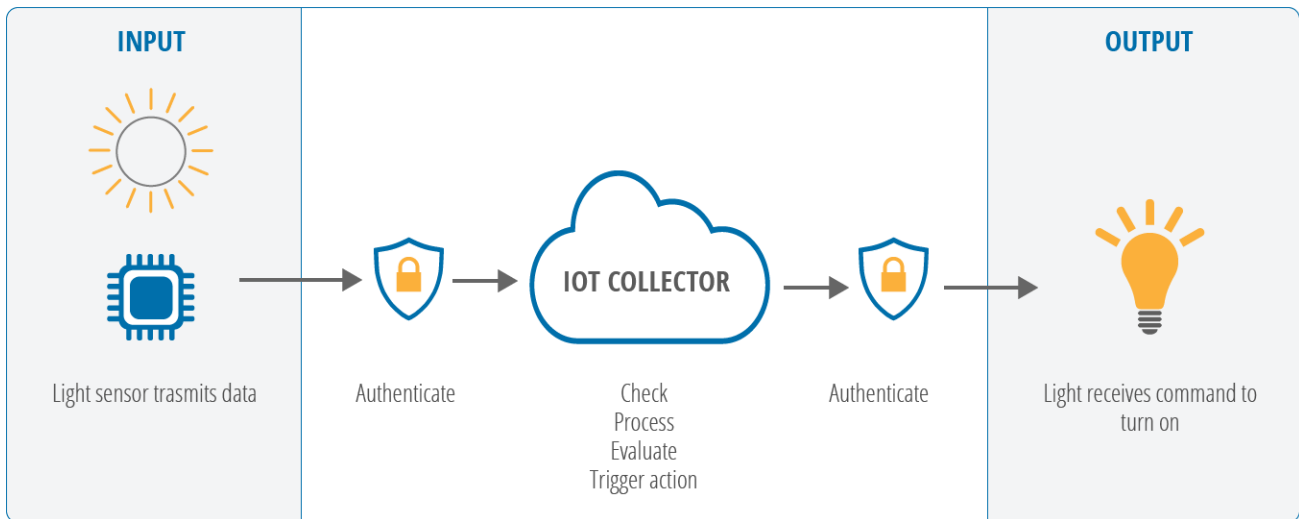 INPUT
OUTPUT
IOT COLLECTOR
Light sensor trasmits data
Authenticate
Check
Process
Evaluate
Trigger action
Authenticate
Light receives command to
turn on